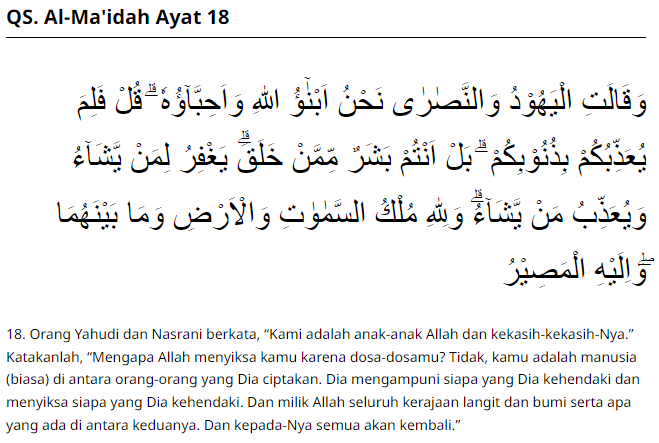 QS. Al-Ma'idah Ayat 18
وَقَالَتِ الْيَهُوْدُ وَالنَّصٰرٰى نَحْنُ اَبْنٰۤؤُ اللهِ وَاَحِبَّاۤؤُهٗ ۗ قُلْ فَلِمَ
يُعَذِّبُكُمْ بِذُنُوْبِكُمْ ۗ بَلْ اَنْتُمْ بَشَرٌ مِّمَّنْ خَلَقَ ۗ يَغْفِرُ لِمَنْ يَّشَاۤءُ
وَيُعَذِّبُ مَنْ يَّشَاۤءُ ۗ وَلِلهِ مُلْكُ السَّمٰوٰتِ وَالْاَرْضِ وَمَا بَيْنَهُمَا
ۖ وَاِلَيْهِ الْمَصِيْرُ
18. Orang Yahudi dan Nasrani berkata, “Kami adalah anak-anak Allah dan kekasih-kekasih-Nya.”
Katakanlah, “Mengapa Allah menyiksa kamu karena dosa-dosamu? Tidak, kamu adalah manusia
(biasa) di antara orang-orang yang Dia ciptakan. Dia mengampuni siapa yang Dia kehendaki dan
menyiksa siapa yang Dia kehendaki. Dan milik Allah seluruh kerajaan langit dan bumi serta apa
yang ada di antara keduanya. Dan kepada-Nya semua akan kembali.”